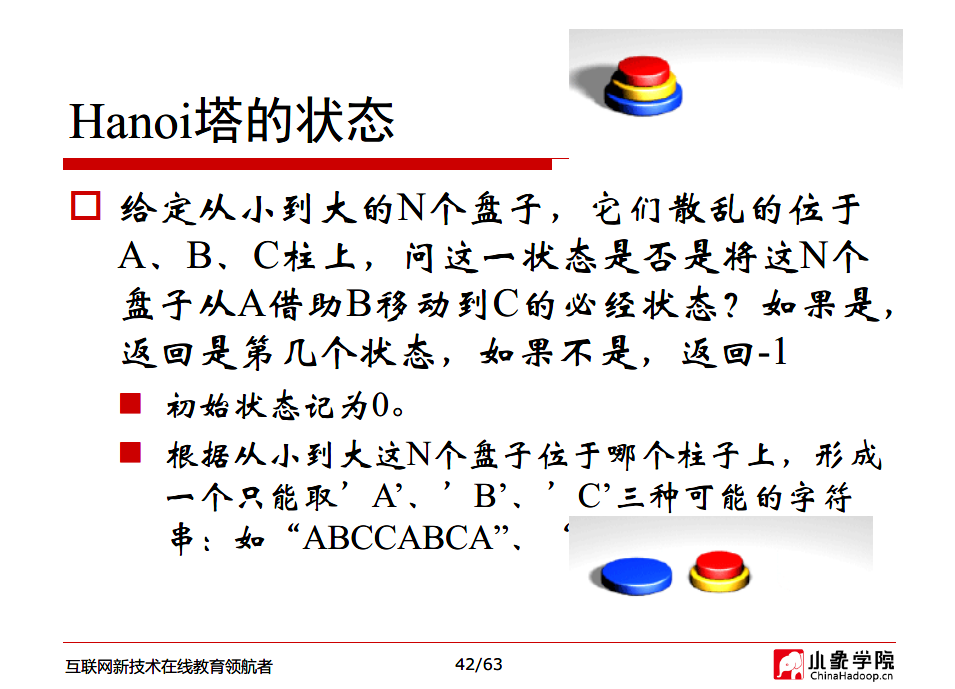 Hanoi塔的状态
给定从小到大的N个盘子，它们散乱的位于
A、B、C柱上，问这一状态是否是将这N个
盘子从A借助B移动到C的必经状态？如果是，
返回是第几个状态，如果不是，返回-1
初始状态记为0。
根据从小到大这N个盘子位于哪个柱子上，形成
一个只能取’A’、’B’、’C’三种可能的字符
串：如“ABCCABCA”、“
互联网新技术在线教育领航者
42/63
小象学院
ChinaHadoop.cn